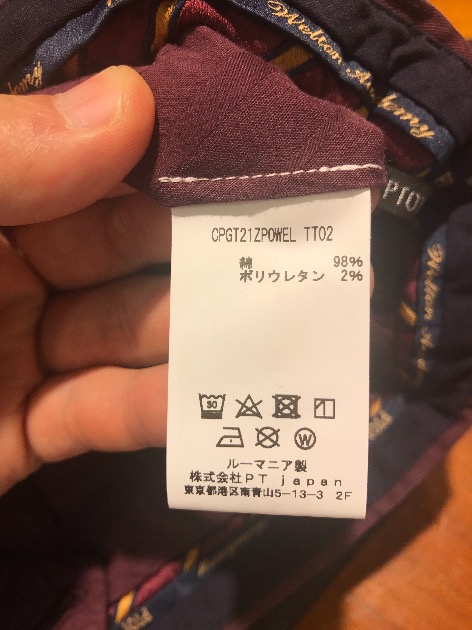 Welton Academy
PT01
CPGT21ZPOWEL TT02
綿 98%
ポリウレタン 2%
30
W
ルーマニア製
株式会社PT japan
東京都港区南青山5-13-3 2F